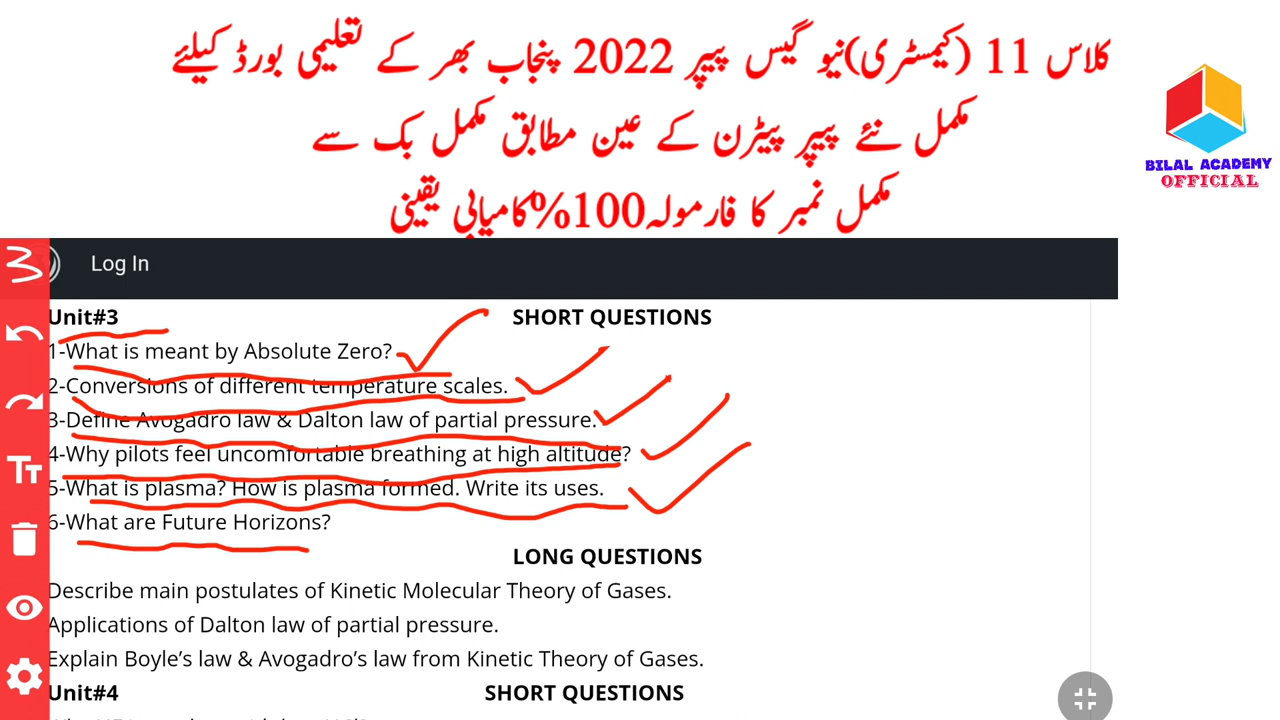 کلاس 11 (کیمسٹری)نیو گیس پیپر 2022 پنجاب بھر کے تعلیمی بورڈ کیلئے
مکمل نئے پیپر پیٹرن کے عین مطابق مکمل بک سے
مکمل نمبر کا فارمولہ100%کامیابی یقینی
BILAL ACADEMY
OFFICIAL
Log In
Unit#3 SHORT QUESTIONS
1-What is meant by Absolute Zero?
2-Conversions of different temperature scales.
3-Define Avogadro law & Dalton law of partial pressure.
4-Why pilots feel uncomfortable breathing at high altitude?
5-What is plasma? How is plasma formed. Write its uses.
6-What are Future Horizons?
LONG QUESTIONS
Describe main postulates of Kinetic Molecular Theory of Gases.
Applications of Dalton law of partial pressure.
Explain Boyle’s law & Avogadro’s law from Kinetic Theory of Gases.
Unit#4 SHORT QUESTIONS